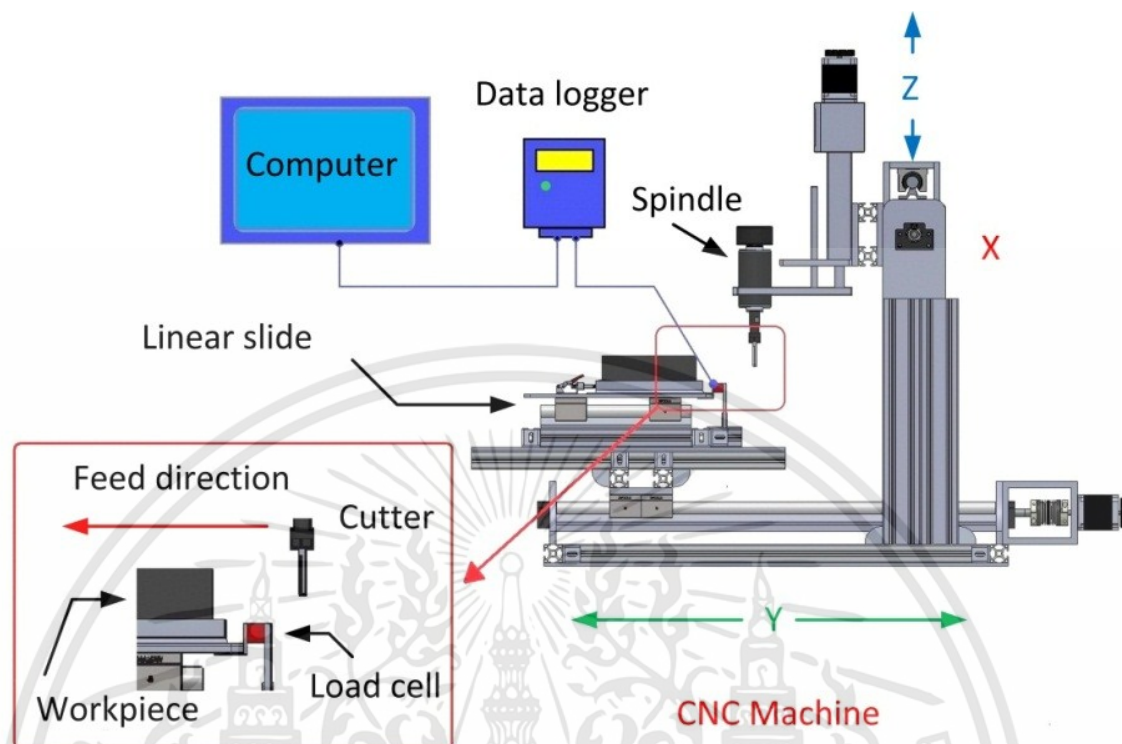 Data logger
Z
Computer
Spindle
X
Linear slide
Feed direction
Cutter
Workpiece
Load cell
Y
CNC Machine